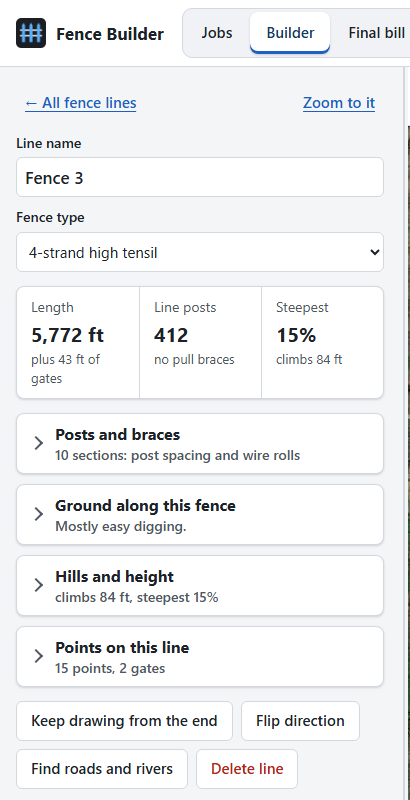 Fence Builder
Jobs
Builder
Final bill
← All fence lines
Zoom to it
Line name
Fence 3
Fence type
4-strand high tensil
Length
5,772 ft
plus 43 ft of
gates
Line posts
412
no pull braces
Steepest
15%
climbs 84 ft
Posts and braces
10 sections: post spacing and wire rolls
Ground along this fence
Mostly easy digging.
Hills and height
climbs 84 ft, steepest 15%
Points on this line
15 points, 2 gates
Keep drawing from the end
Flip direction
Find roads and rivers
Delete line